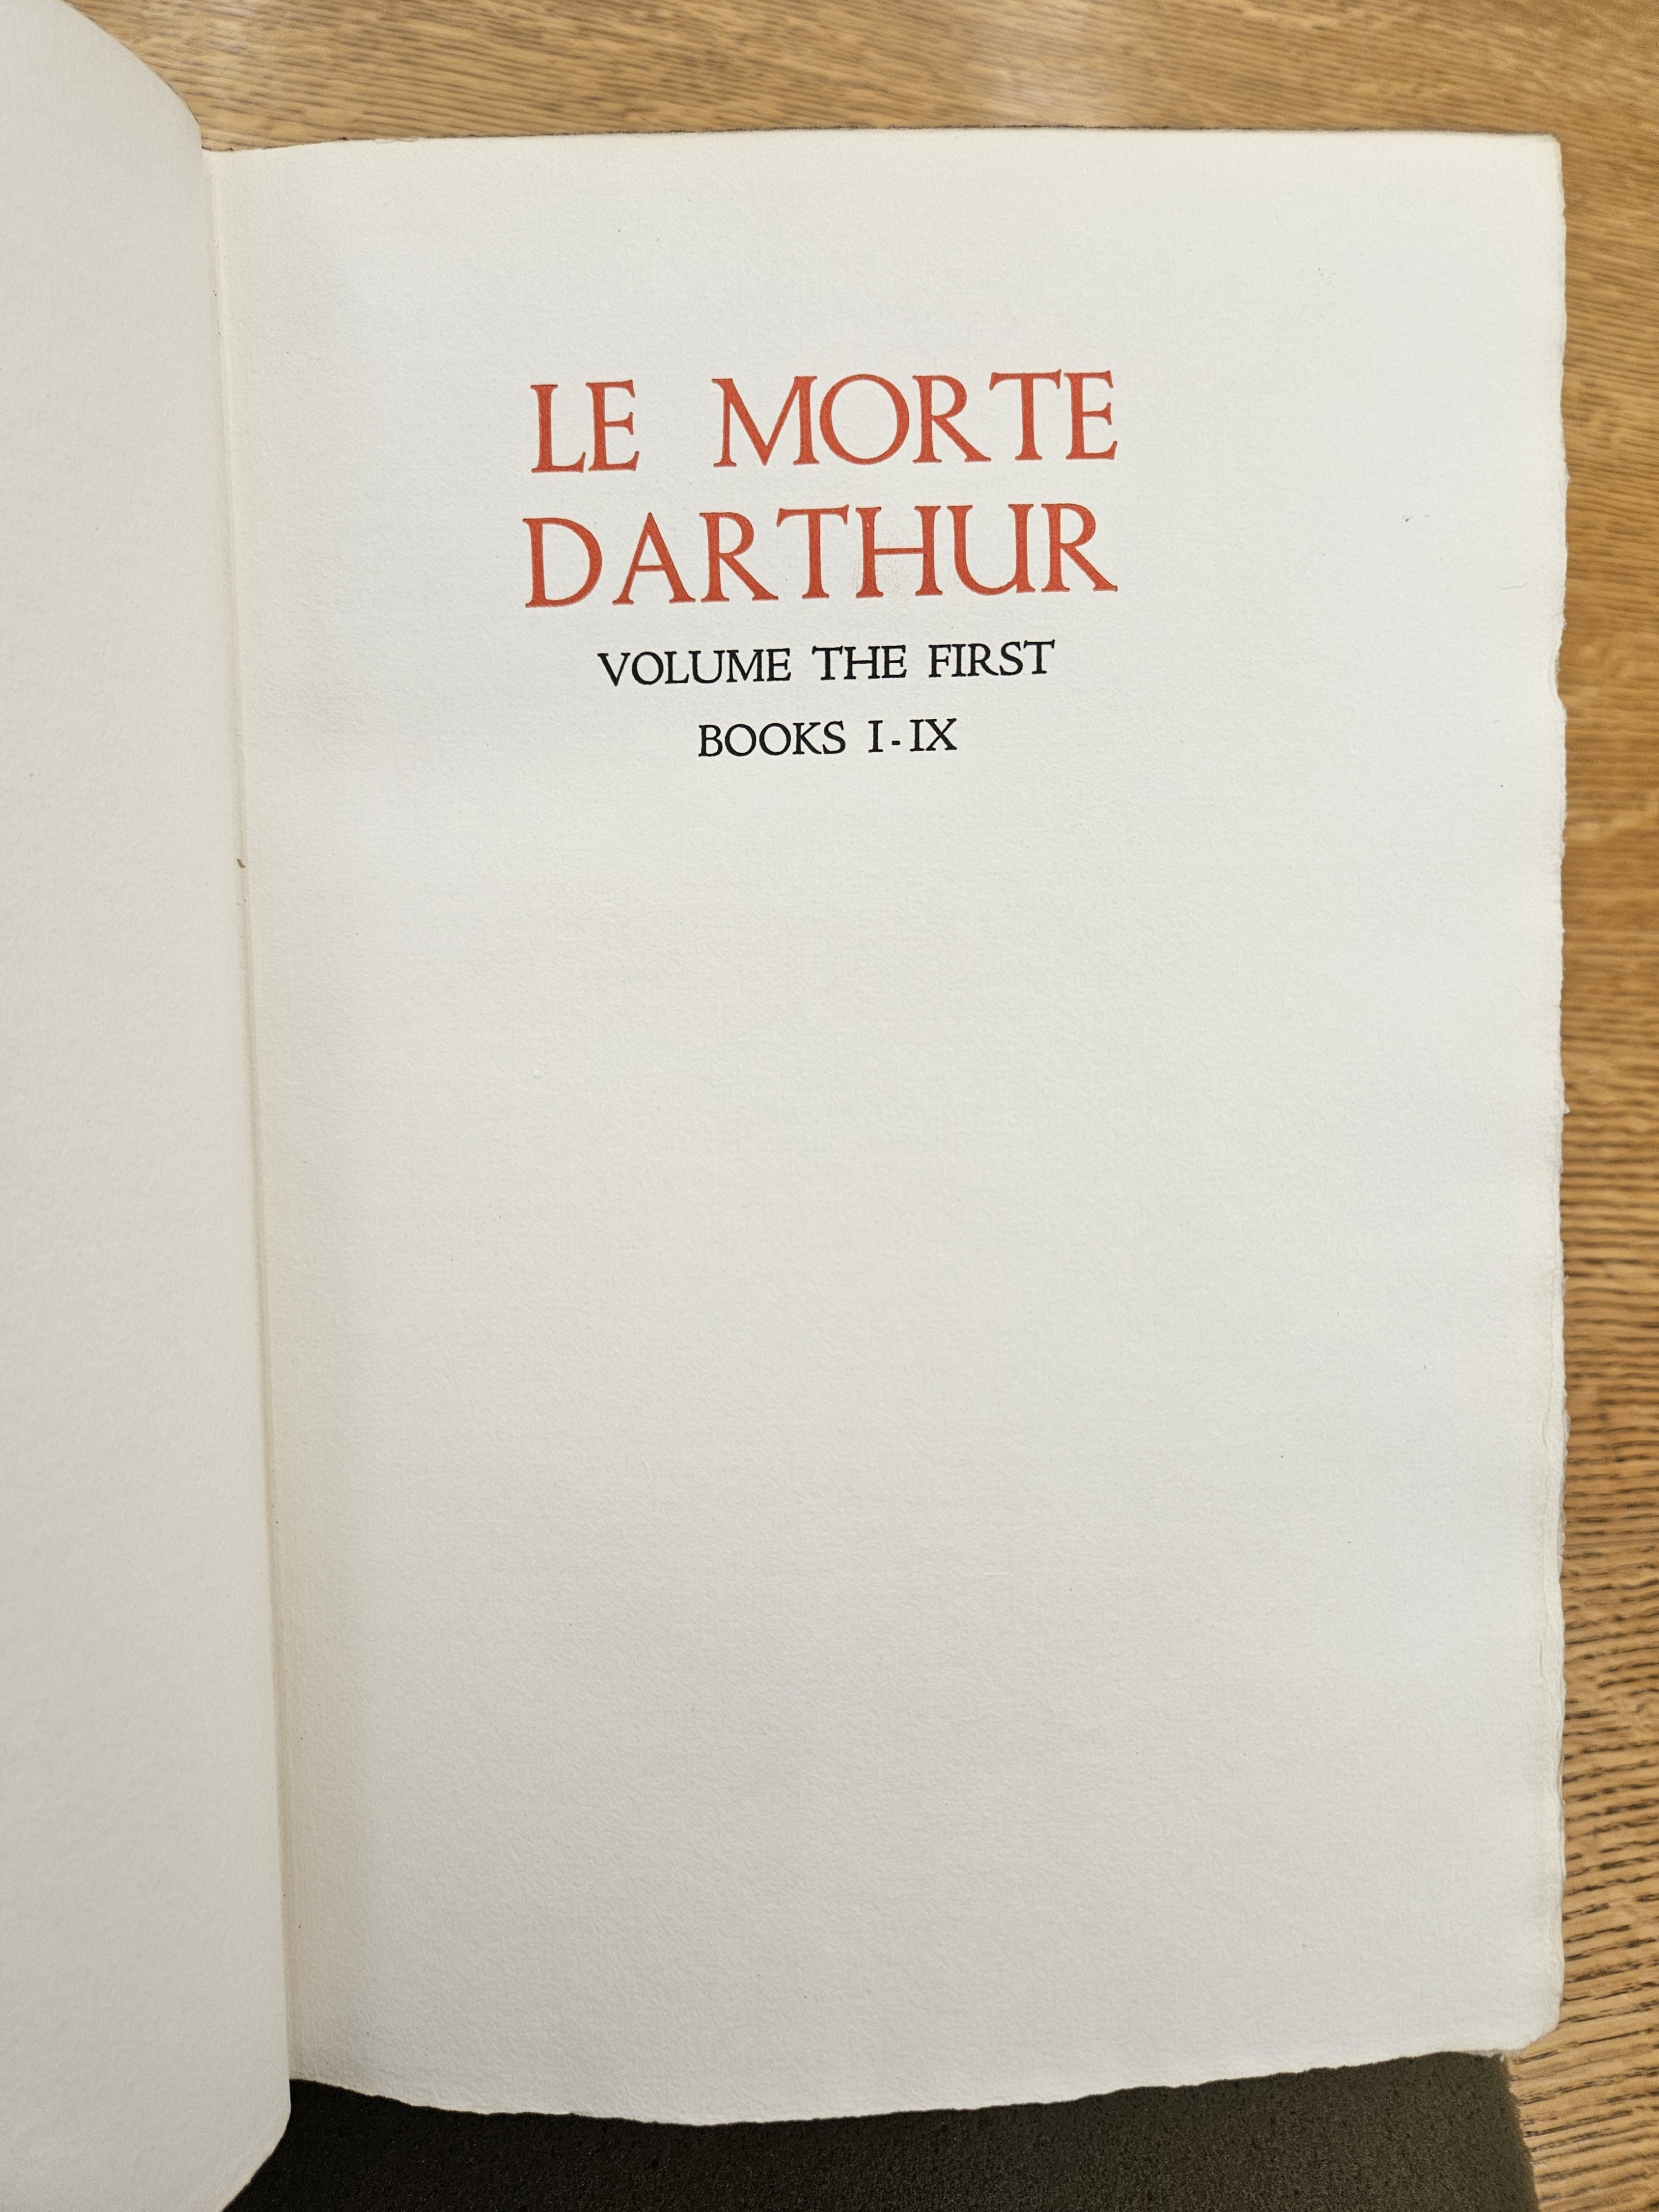 LE MORTE
DARTHUR
VOLUME THE FIRST
BOOKS I-IX